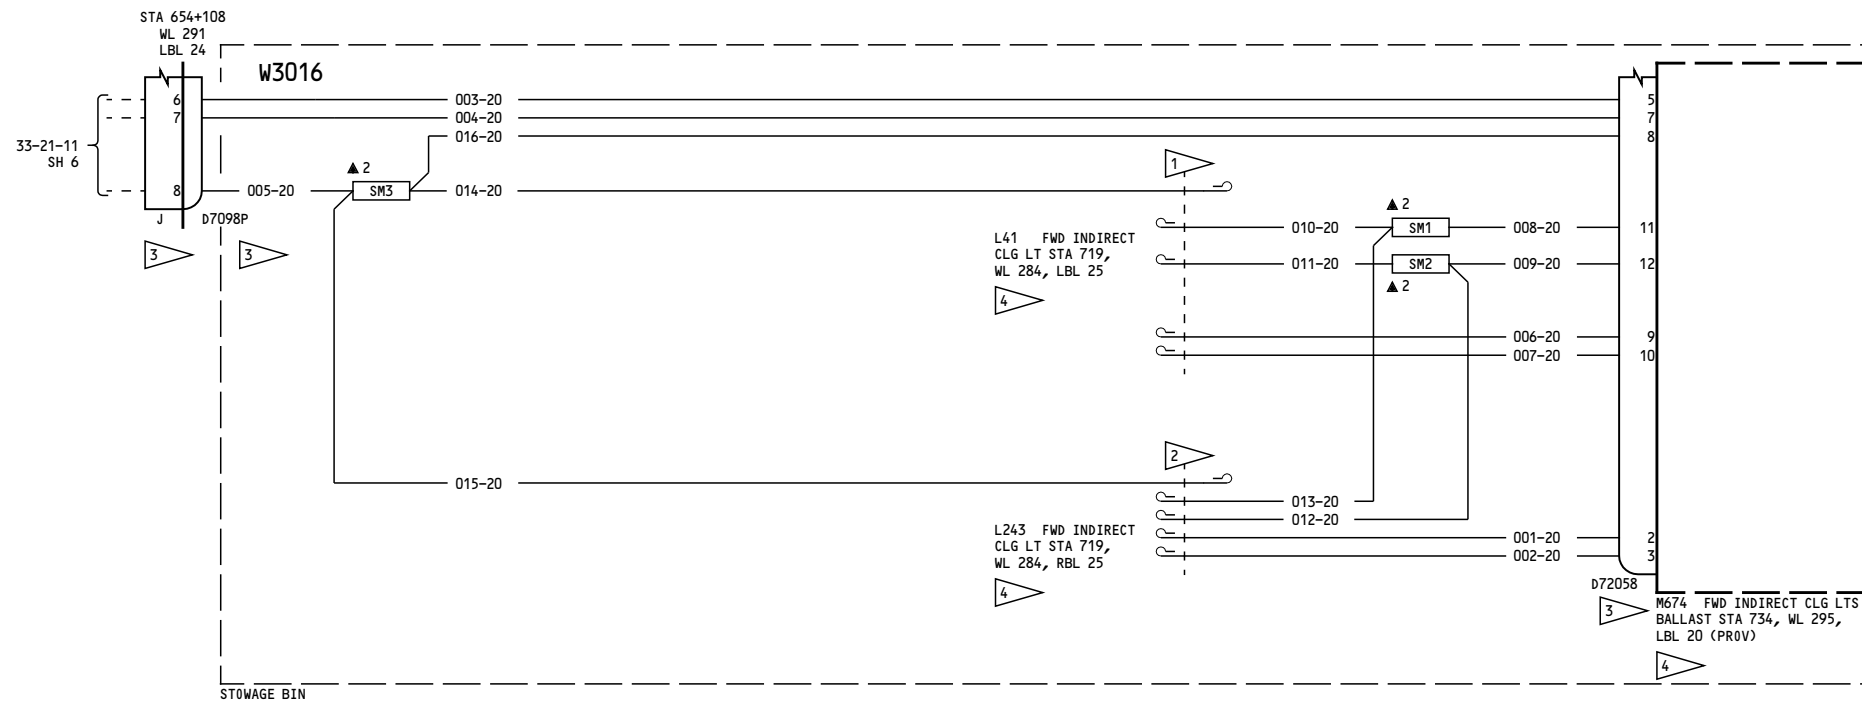 STA 654+108
WL 291
LBL 24
W3016
6
003-20
5
7
004-20
7
016-20
8
33-21-11
SH 6
2
1
8
005-20
SM3
014-20
J
D7098P
3
3
2
L41 FWD INDIRECT
CLG LT STA 719,
WL 284, LBL 25
4
010-20
SM1
008-20
11
011-20
SM2
009-20
12
2
006-20
9
007-20
10
2
015-20
013-20
012-20
L243 FWD INDIRECT
CLG LT STA 719,
WL 284, RBL 25
4
001-20
2
002-20
3
D72058
3
M674 FWD INDIRECT CLG LTS
BALLAST STA 734, WL 295,
LBL 20 (PROV)
4
STOWAGE BIN